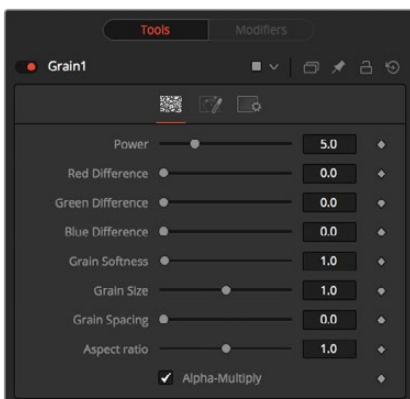 Tools Modifiers
Grain1
Power 5.0
Red Difference 0.0
Green Difference 0.0
Blue Difference 0.0
Grain Softness 1.0
Grain Size 1.0
Grain Spacing 0.0
Aspect ratio 1.0
Alpha-Multiply